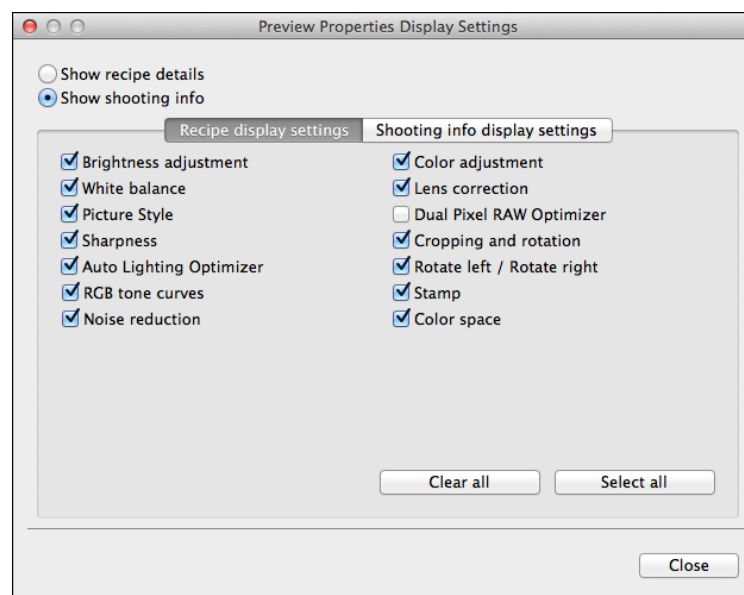 Preview Properties Display Settings
Show recipe details
Show shooting info
Recipe display settings
Shooting info display settings
Brightness adjustment
White balance
Picture Style
Sharpness
Auto Lighting Optimizer
RGB tone curves
Noise reduction
Color adjustment
Lens correction
Dual Pixel RAW Optimizer
Cropping and rotation
Rotate left / Rotate right
Stamp
Color space
Clear all
Select all
Close